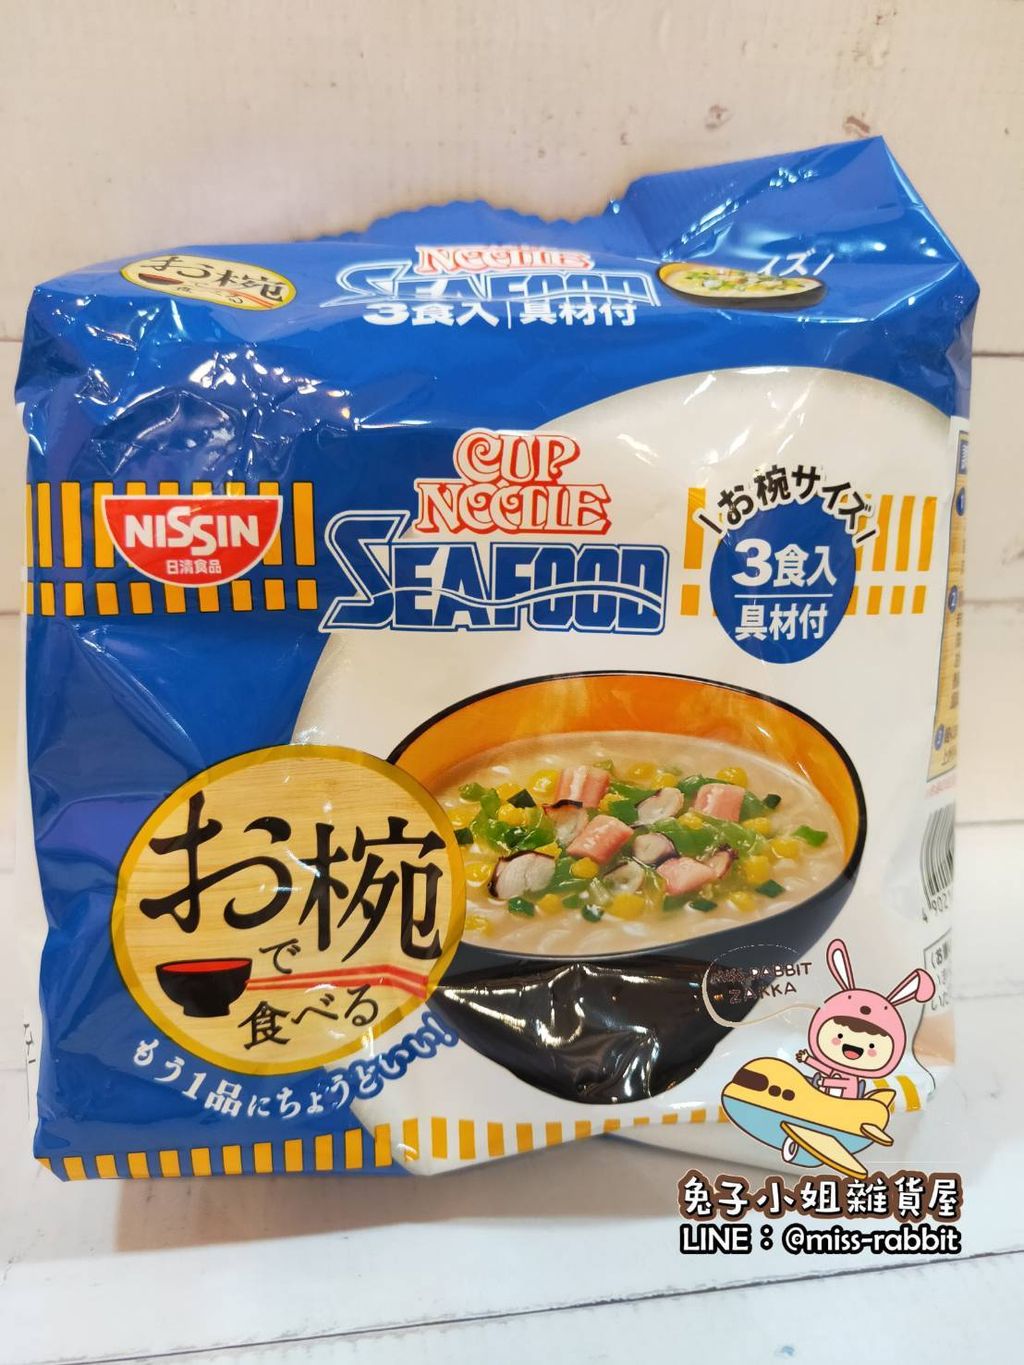 お椀
NOODLE
SEAFOOD
3食入 具材付
イズ/
CUP
NOODLE
SEAFOOD
NISSIN
日清食品
\お椀サイズ/
3食入
具材付
お椀
で
食べる
もう1品にちょうどいい!
MISS RABBIT
ZAKKA
兔子小姐雜貨屋
LINE：@miss-rabbit